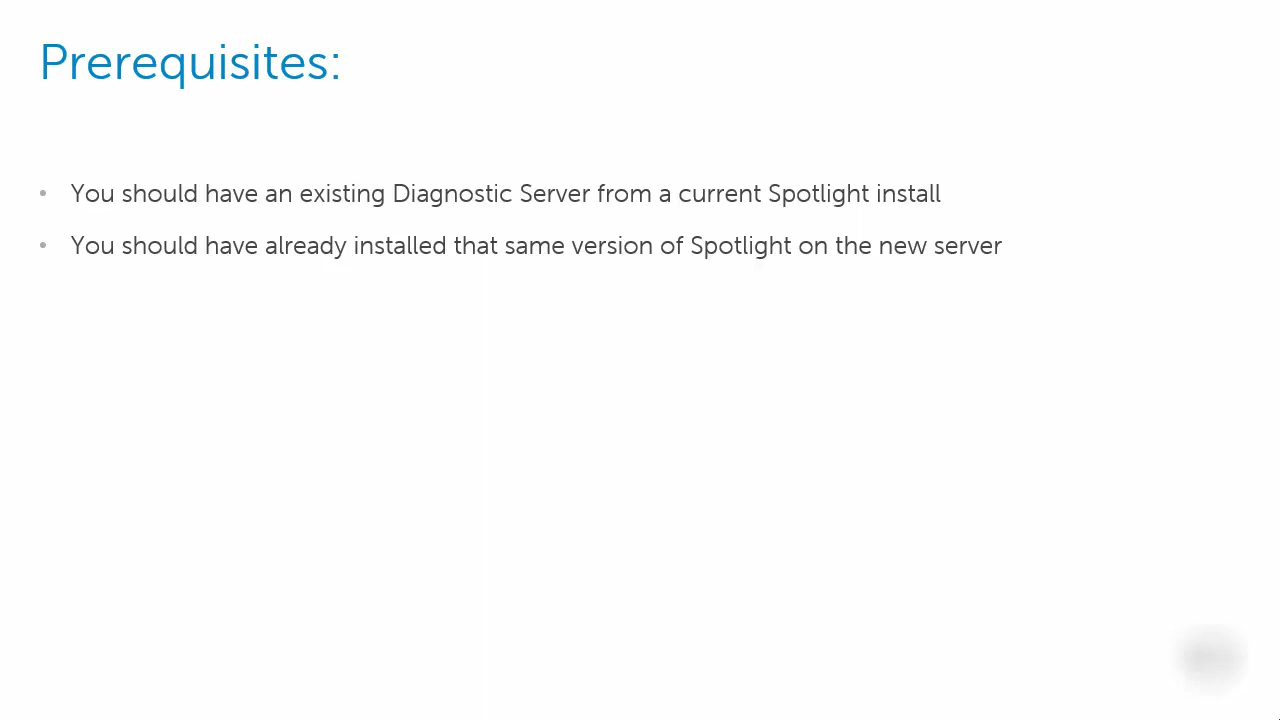 Prerequisites:
• You should have an existing Diagnostic Server from a current Spotlight install
• You should have already installed that same version of Spotlight on the new server